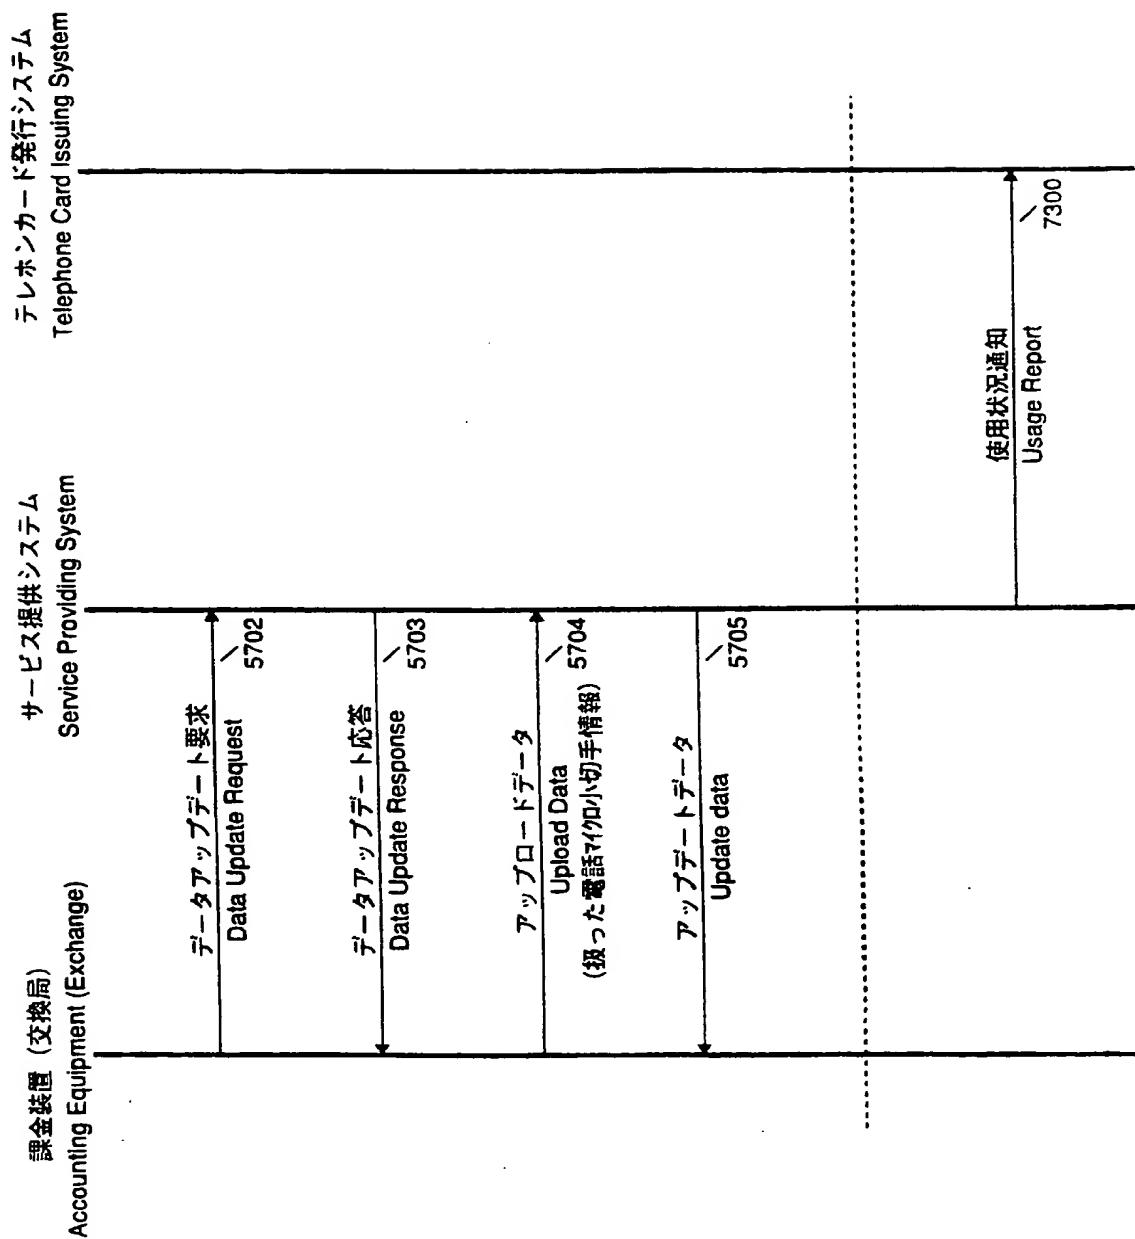 課金装置（交換局）
Accounting Equipment (Exchange)
サービス提供システム
Service Providing System
テレホンカード発行システム
Telephone Card Issuing System
データアップデート要求
Data Update Request
5702
データアップデート応答
Data Update Response
5703
アップロードデータ
Upload Data
(扱った電話マイクロ小切手情報)
5704
アップデートデータ
Update data
5705
使用状況通知
Usage Report
7300